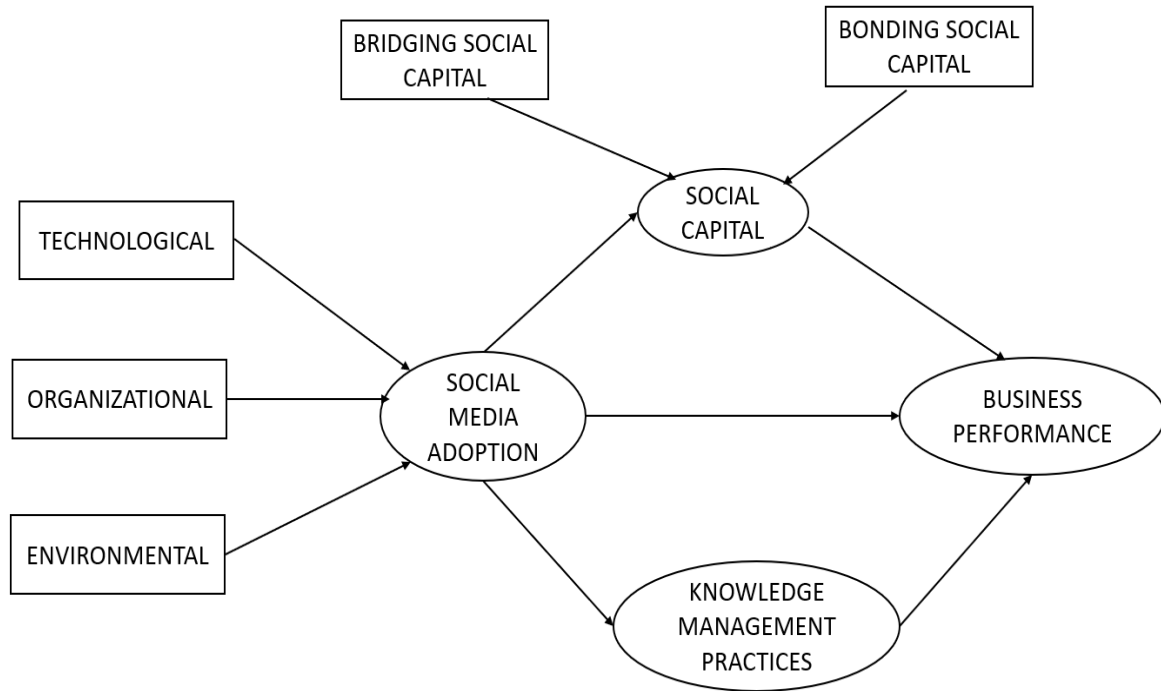 BRIDGING SOCIAL
CAPITAL
BONDING SOCIAL
CAPITAL
SOCIAL
CAPITAL
TECHNOLOGICAL
ORGANIZATIONAL
SOCIAL
MEDIA
ADOPTION
BUSINESS
PERFORMANCE
ENVIRONMENTAL
KNOWLEDGE
MANAGEMENT
PRACTICES